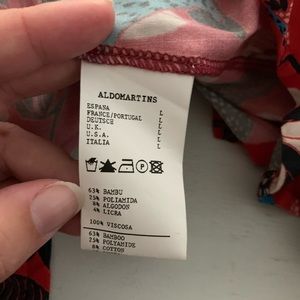 ALDOMARTINS
ESPANA L
FRANCE/PORTUGAL L
DEUTSCH L
U.K. L
U.S.A. L
ITALIA L
P
63% BAMBU
25% POLIAMIDA
8% ALGODON
4% LICRA
100% VISCOSA
63% BAMBOO
25% POLYAMIDE
8% COTTON